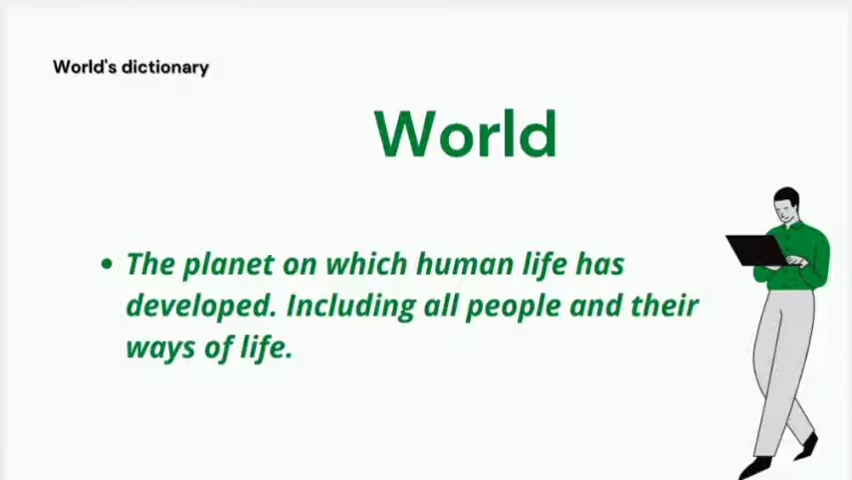 World's dictionary
World
• The planet on which human life has
developed. Including all people and their
ways of life.